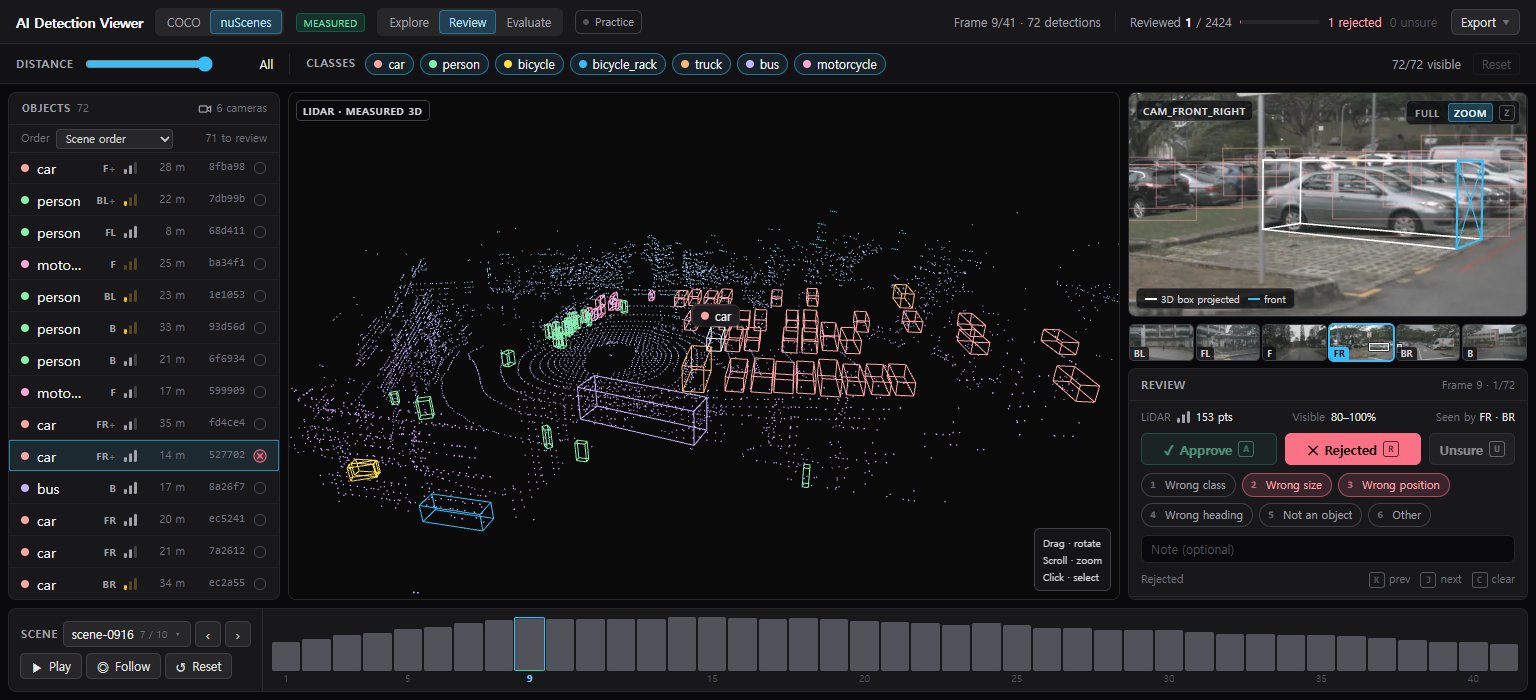 AI Detection Viewer COCO nuScenes MEASURED Explore Review Evaluate Practice Frame 9/41 · 72 detections Reviewed 1 / 2424 1 rejected 0 unsure Export
DISTANCE All CLASSES car person bicycle bicycle_rack truck bus motorcycle 72/72 visible Reset
OBJECTS 72 6 cameras
Order Scene order 71 to review
car F+ 28 m 8fba98
person BL+ 22 m 7db99b
person FL 8 m 68d411
moto... F 25 m ba34f1
person BL 23 m 1e1053
person B 33 m 93d56d
person B 21 m 6f6934
moto... F 17 m 599909
car FR+ 35 m fd4ce4
car FR+ 14 m 527702
bus B 17 m 8a26f7
car FR 20 m ec5241
car FR 21 m 7a2612
car BR 34 m ec2a55
LIDAR · MEASURED 3D
car
Drag · rotate
Scroll · zoom
Click · select
CAM_FRONT_RIGHT FULL ZOOM Z
3D box projected front
BL FL F FR BR B
REVIEW Frame 9 · 1/72
LiDAR 153 pts Visible 80–100% Seen by FR · BR
Approve A Rejected R Unsure U
1 Wrong class 2 Wrong size 3 Wrong position
4 Wrong heading 5 Not an object 6 Other
Note (optional)
Rejected K prev J next C clear
SCENE scene-0916 7 / 10 ‹ ›
Play Follow Reset
1 5 9 15 20 25 30 35 40